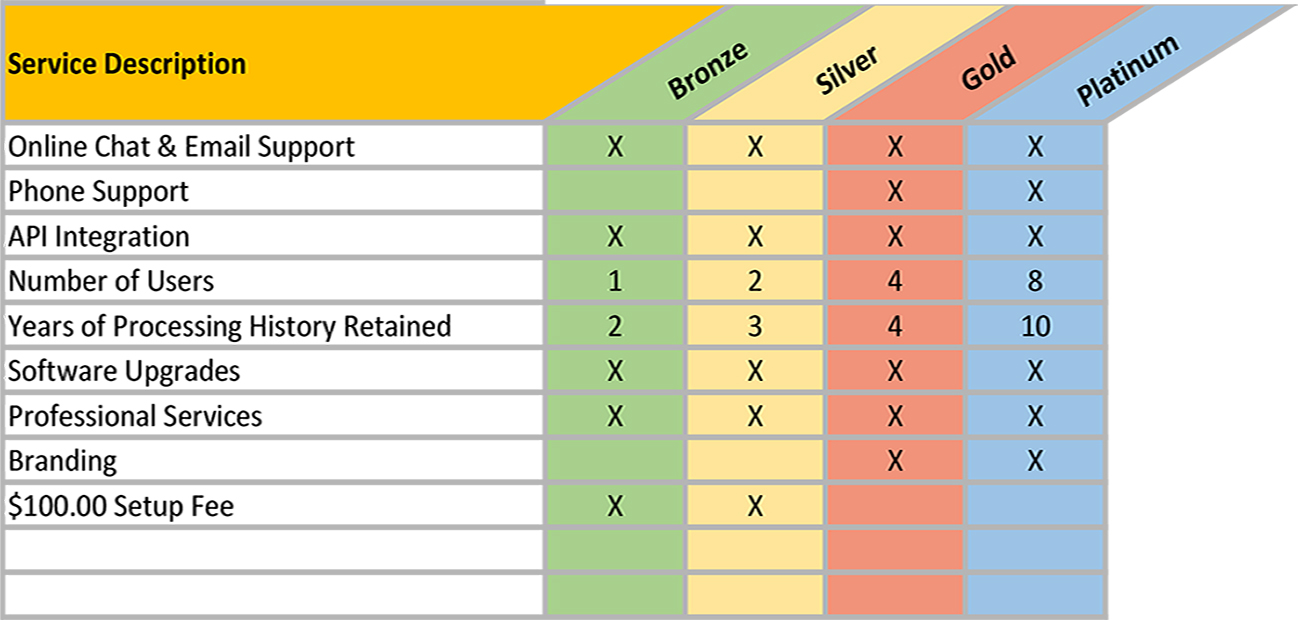 Service Description Bronze Silver Gold Platinum
Online Chat & Email Support X X X X
Phone Support X X
API Integration X X X X
Number of Users 1 2 4 8
Years of Processing History Retained 2 3 4 10
Software Upgrades X X X X
Professional Services X X X X
Branding X X
$100.00 Setup Fee X X